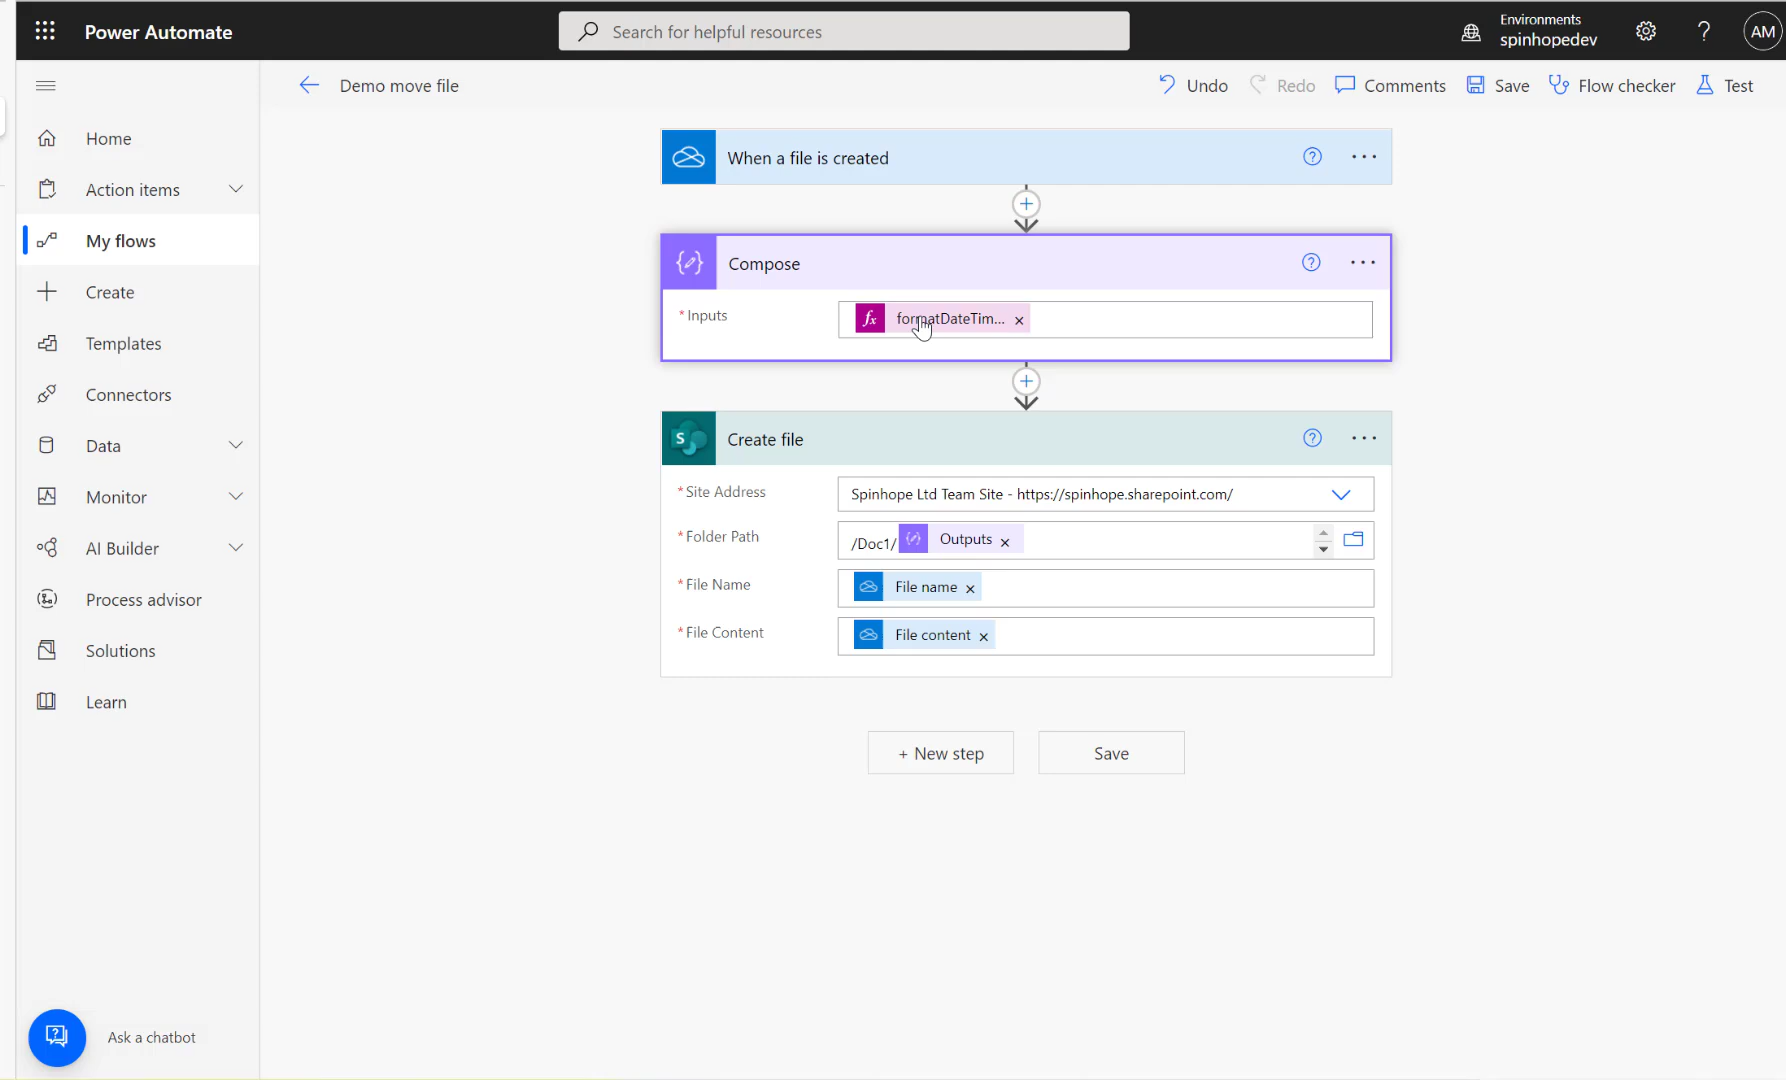 Power Automate
Search for helpful resources
Environments
spinhopedev
?
AM
Demo move file
Undo
Redo
Comments
Save
Flow checker
Test
Home
Action items
My flows
Create
Templates
Connectors
Data
Monitor
AI Builder
Process advisor
Solutions
Learn
Ask a chatbot
When a file is created
?
...
Compose
?
...
* Inputs
fx formatDateTim... ×
S
Create file
?
...
* Site Address
Spinhope Ltd Team Site - https://spinhope.sharepoint.com/
* Folder Path
/Doc1/ Outputs ×
* File Name
File name ×
* File Content
File content ×
+ New step
Save